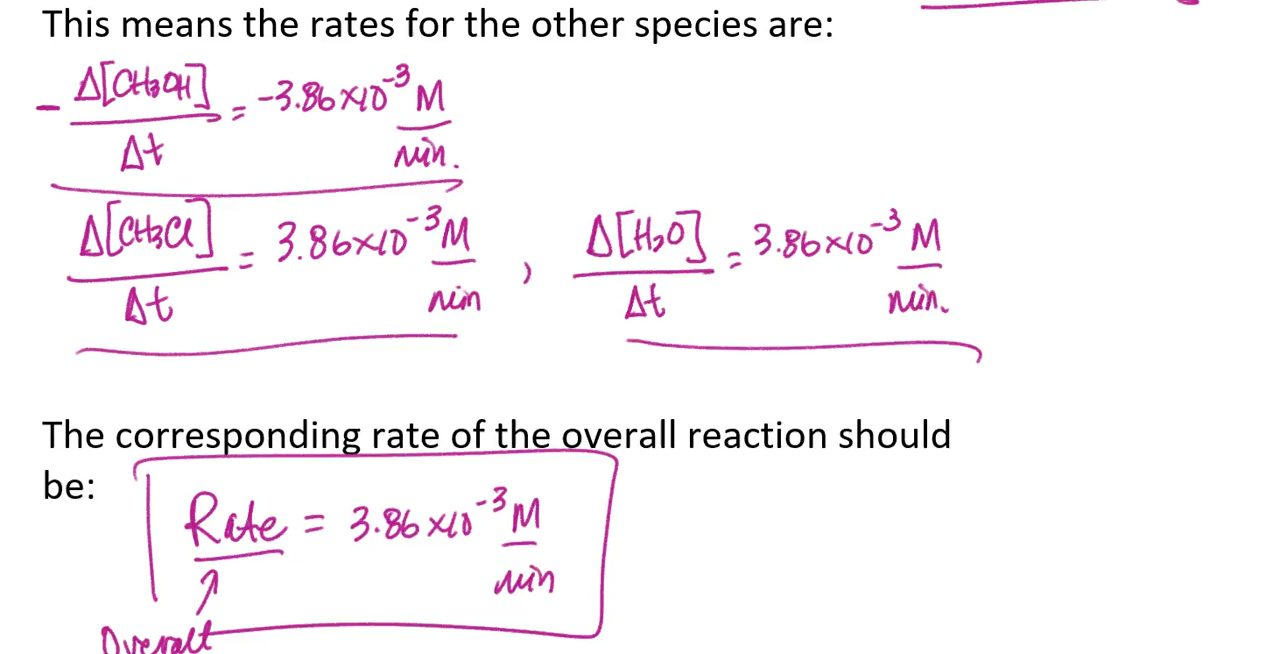 This means the rates for the other species are:
- Δ[CH3OH]/Δt = -3.86×10⁻³ M/min.
Δ[CH3Cl]/Δt = 3.86×10⁻³ M/min , Δ[H₂O]/Δt = 3.86×10⁻³ M/min.
The corresponding rate of the overall reaction should
be:
Rate = 3.86×10⁻³ M/min
Overall